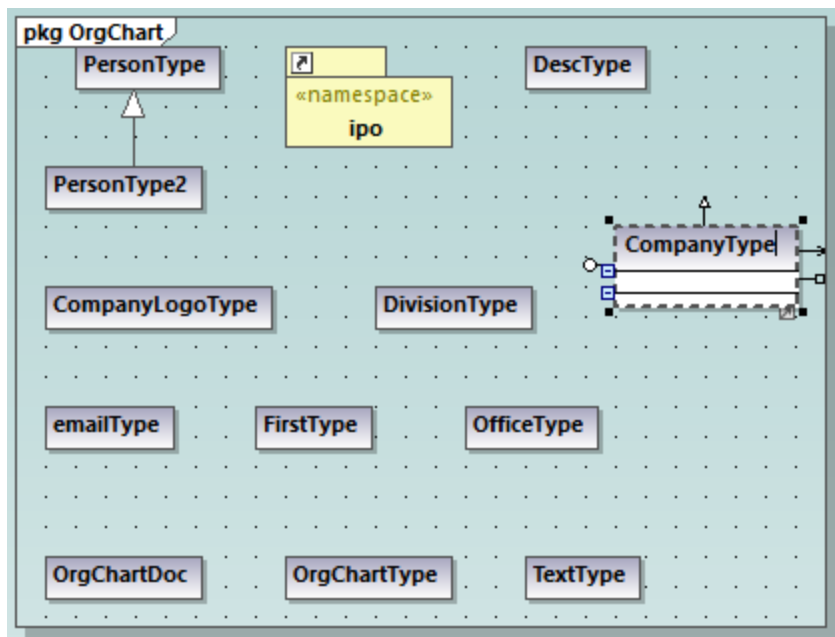 pkg OrgChart
PersonType
DescType
«namespace»
ipo
PersonType2
CompanyType
CompanyLogoType
DivisionType
emailType
FirstType
OfficeType
OrgChartDoc
OrgChartType
TextType